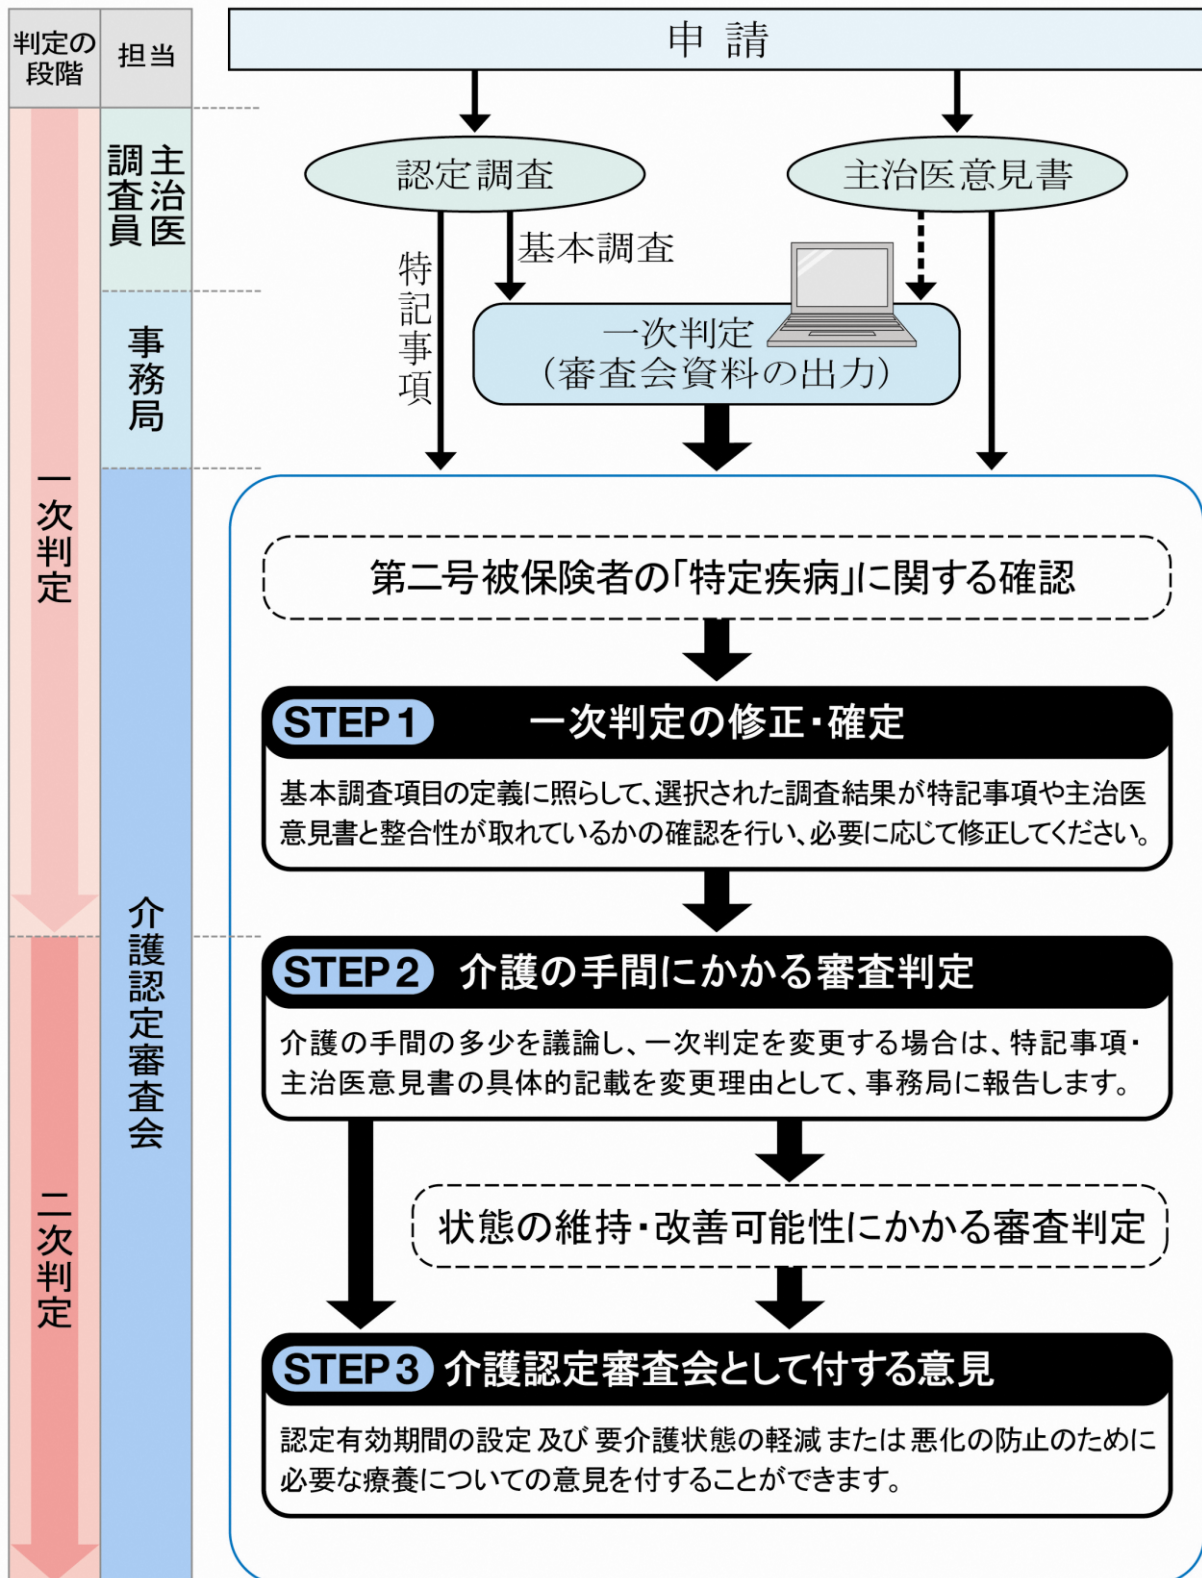 判定の
段階
担当
申請
主治医
調査員
認定調査
主治医意見書
特記事項
基本調査
事務局
一次判定
（審査会資料の出力）
一次判定
第二号被保険者の「特定疾病」に関する確認
STEP1 一次判定の修正・確定
基本調査項目の定義に照らして、選択された調査結果が特記事項や主治医
意見書と整合性が取れているかの確認を行い、必要に応じて修正してください。
介護認定審査会
STEP2 介護の手間にかかる審査判定
介護の手間の多少を議論し、一次判定を変更する場合は、特記事項・
主治医意見書の具体的記載を変更理由として、事務局に報告します。
二次判定
状態の維持・改善可能性にかかる審査判定
STEP3 介護認定審査会として付する意見
認定有効期間の設定 及び 要介護状態の軽減 または 悪化の防止のために
必要な療養についての意見を付することができます。